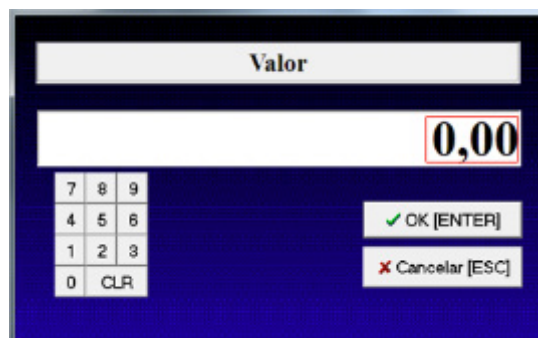 Valor
0,00
7 8 9
4 5 6
OK [ENTER]
1 2 3
Cancelar [ESC]
0 CLR